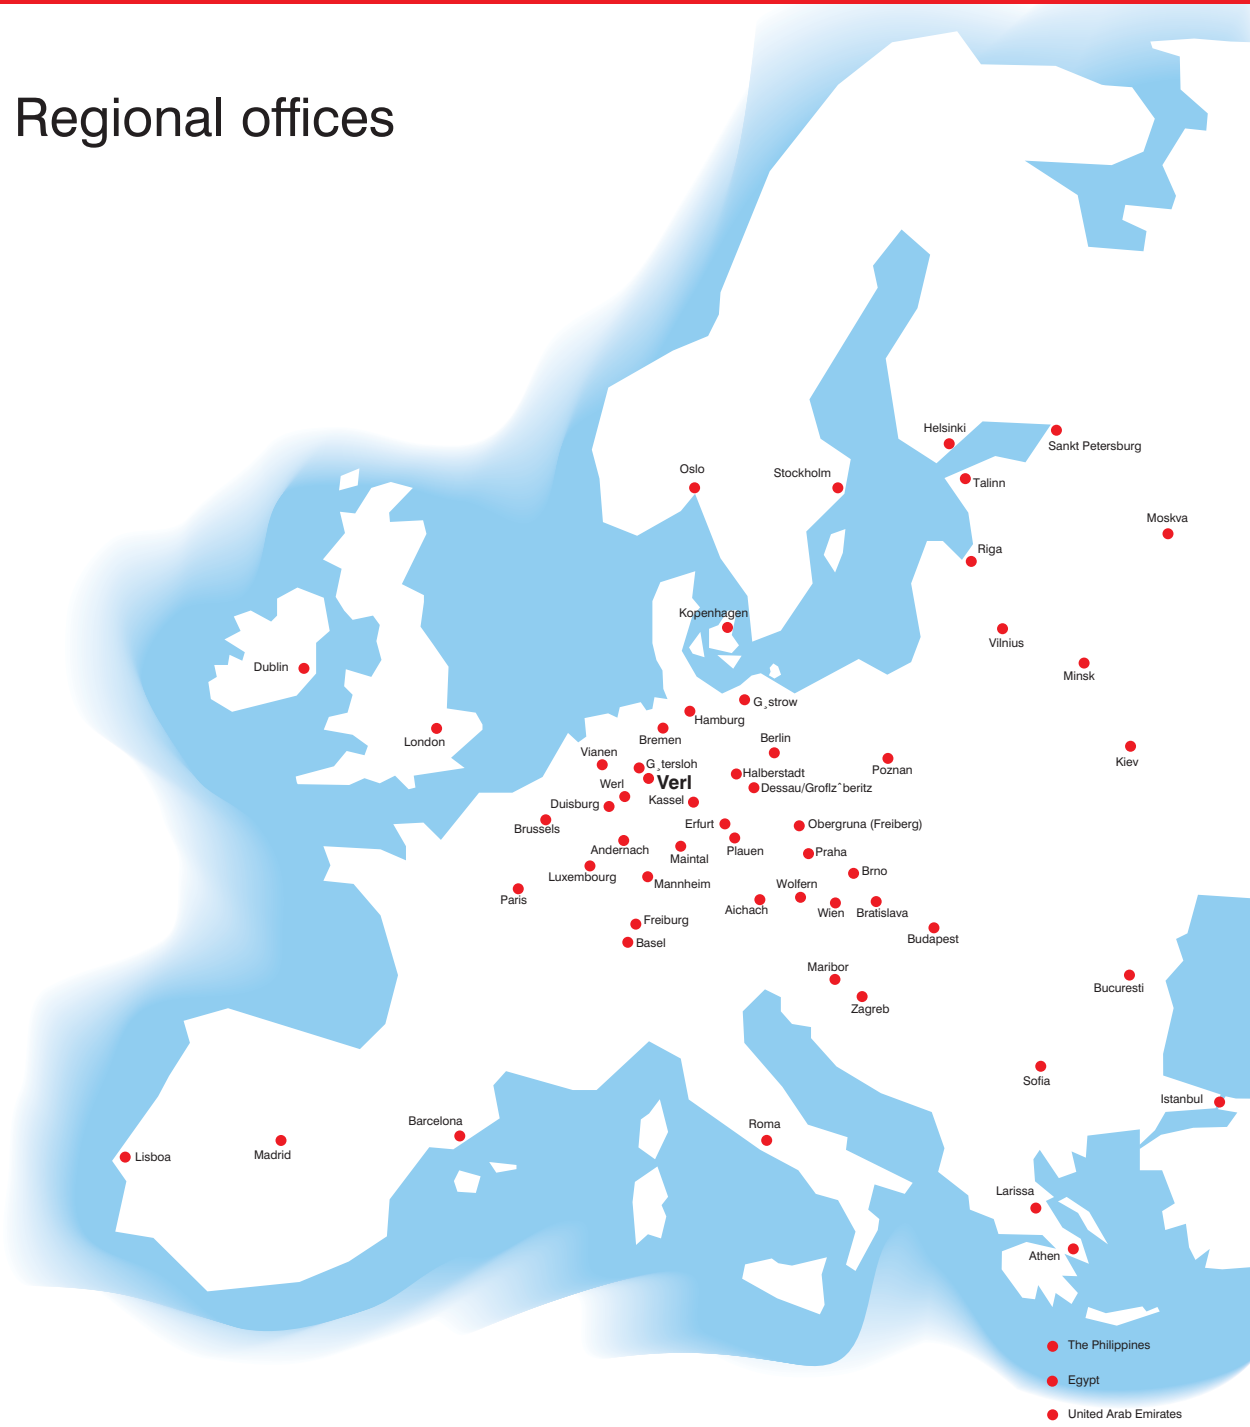 Regional offices
Helsinki
Sankt Petersburg
Oslo
Stockholm
Talinn
Moskva
Riga
Kopenhagen
Vilnius
Dublin
Minsk
G¸strow
Hamburg
London
Bremen
Berlin
Vianen
Kiev
G¸tersloh
Poznan
Halberstadt
Verl
Werl
Dessau/Groflzˆberitz
Kassel
Duisburg
Brussels
Erfurt
Obergruna (Freiberg)
Andernach
Plauen
Praha
Maintal
Brno
Luxembourg
Mannheim
Wolfern
Paris
Aichach
Wien
Bratislava
Freiburg
Budapest
Basel
Maribor
Bucuresti
Zagreb
Sofia
Istanbul
Barcelona
Roma
Lisboa
Madrid
Larissa
Athen
The Philippines
Egypt
United Arab Emirates